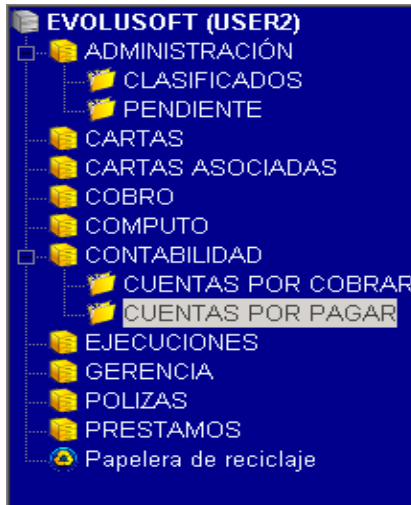 EVOLUSOFT (USER2)
ADMINISTRACIÓN
CLASIFICADOS
PENDIENTE
CARTAS
CARTAS ASOCIADAS
COBRO
COMPUTO
CONTABILIDAD
CUENTAS POR COBRAR
CUENTAS POR PAGAR
EJECUCIONES
GERENCIA
POLIZAS
PRESTAMOS
Papelera de reciclaje